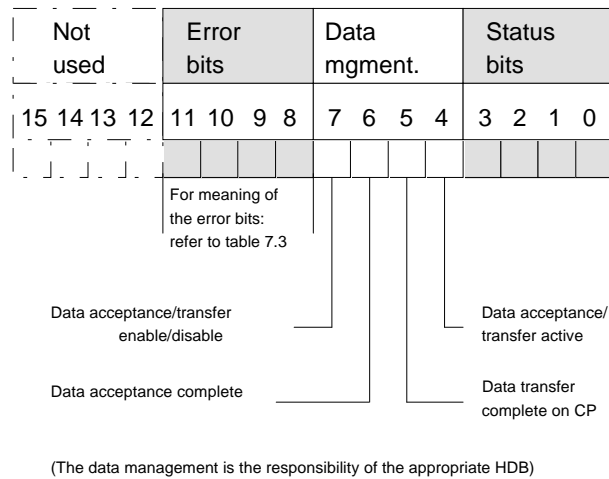 Not used
Error bits
Data mgment.
Status bits
15 14 13 12 11 10 9 8 7 6 5 4 3 2 1 0
For meaning of
the error bits:
refer to table 7.3
Data acceptance/transfer
enable/disable
Data acceptance/
transfer active
Data acceptance complete
Data transfer
complete on CP
(The data management is the responsibility of the appropriate HDB)